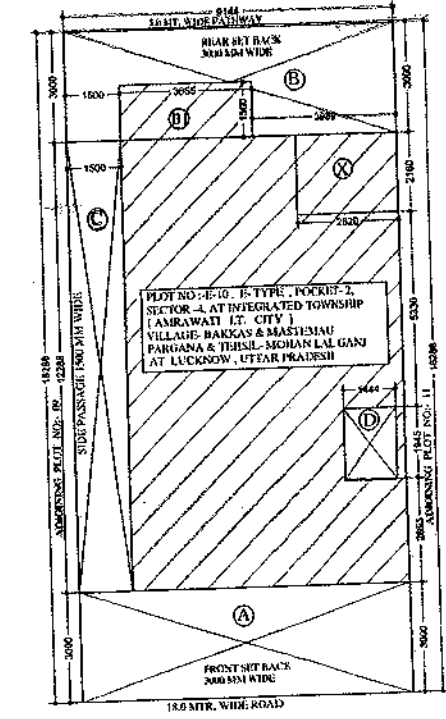 9144
3.0 MT. WIDE PATHWAY
REAR SET BACK
3000 MM WIDE
B
3000
3000
1500
3655
1500
B1
3989
X
2160
1500
C
2820
PLOT NO :-E-10 , E- TYPE , POCKET-2,
SECTOR -4, AT INTEGRATED TOWNSHIP
( AMRAWATI I.T. CITY )
VILLAGE- BAKKAS & MASTEMAU
PARGANA & TEHSIL- MOHAN LAL GANJ
AT LUCKNOW , UTTAR PRADESH
5330
18288
12288
SIDE PASSAGE 1500 MM WIDE
ADJOINING PLOT NO:- 09
1444
D
1945
ADJOINING PLOT NO:- 11
18288
A
3000
3000
FRONT SET BACK
3000 MM WIDE
18.0 MTR. WIDE ROAD